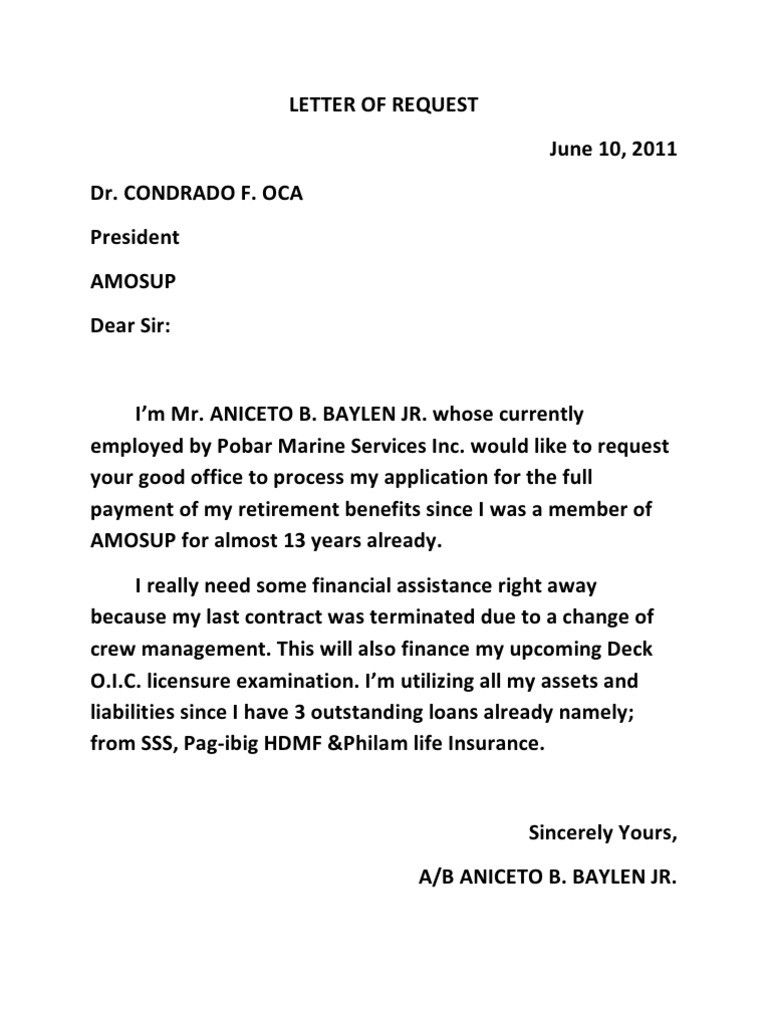 LETTER OF REQUEST
June 10, 2011
Dr. CONDRADO F. OCA
President
AMOSUP
Dear Sir:
I’m Mr. ANICETO B. BAYLEN JR. whose currently
employed by Pobar Marine Services Inc. would like to request
your good office to process my application for the full
payment of my retirement benefits since I was a member of
AMOSUP for almost 13 years already.
I really need some financial assistance right away
because my last contract was terminated due to a change of
crew management. This will also finance my upcoming Deck
O.I.C. licensure examination. I’m utilizing all my assets and
liabilities since I have 3 outstanding loans already namely;
from SSS, Pag-ibig HDMF &Philam life Insurance.
Sincerely Yours,
A/B ANICETO B. BAYLEN JR.